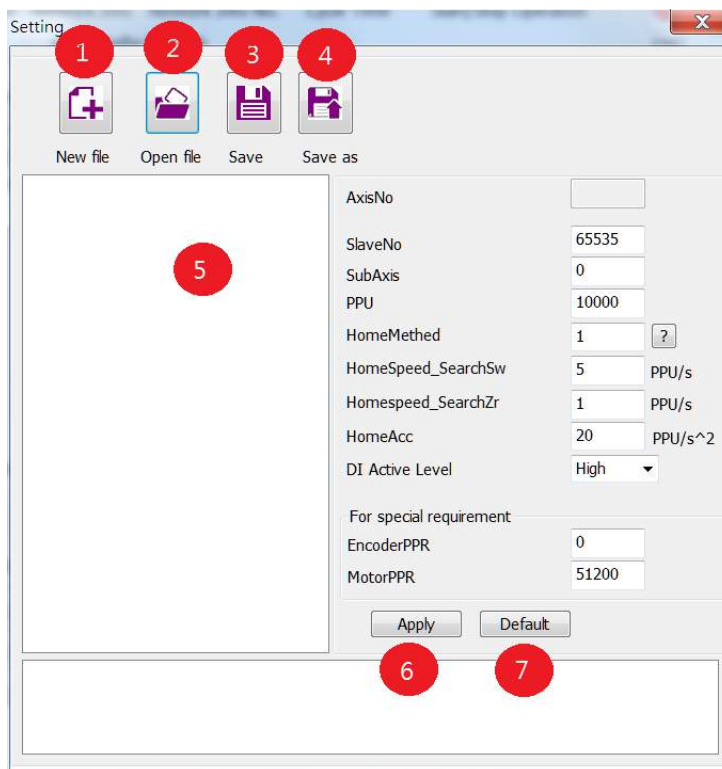 Setting
1
2
3
4
New file Open file Save Save as
5
AxisNo
SlaveNo 65535
SubAxis 0
PPU 10000
HomeMethed 1 ?
HomeSpeed_SearchSw 5 PPU/s
Homespeed_SearchZr 1 PPU/s
HomeAcc 20 PPU/s^2
DI Active Level High
For special requirement
EncoderPPR 0
MotorPPR 51200
Apply Default
6 7